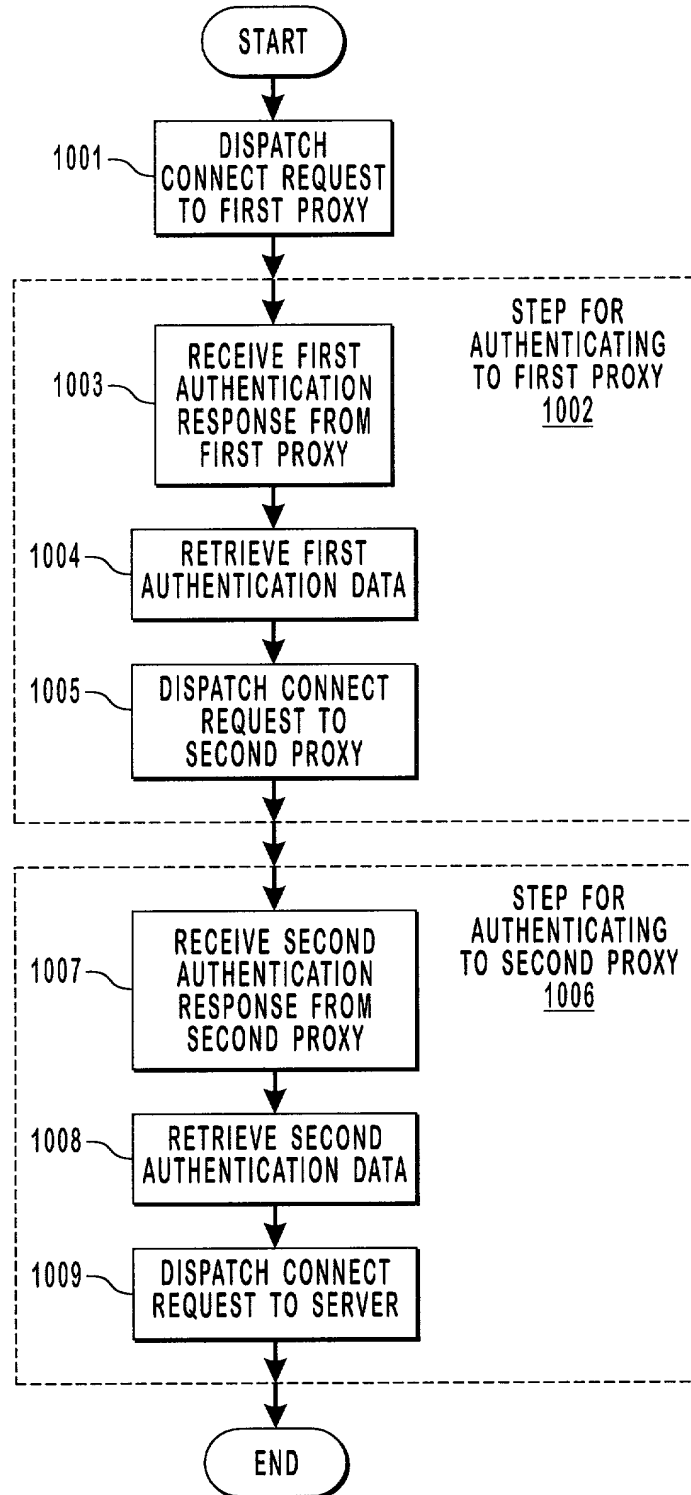 START
1001
DISPATCH
CONNECT REQUEST
TO FIRST PROXY
STEP FOR
AUTHENTICATING
TO FIRST PROXY
1002
1003
RECEIVE FIRST
AUTHENTICATION
RESPONSE FROM
FIRST PROXY
1004
RETRIEVE FIRST
AUTHENTICATION DATA
1005
DISPATCH CONNECT
REQUEST TO
SECOND PROXY
STEP FOR
AUTHENTICATING
TO SECOND PROXY
1006
1007
RECEIVE SECOND
AUTHENTICATION
RESPONSE FROM
SECOND PROXY
1008
RETRIEVE SECOND
AUTHENTICATION DATA
1009
DISPATCH CONNECT
REQUEST TO SERVER
END